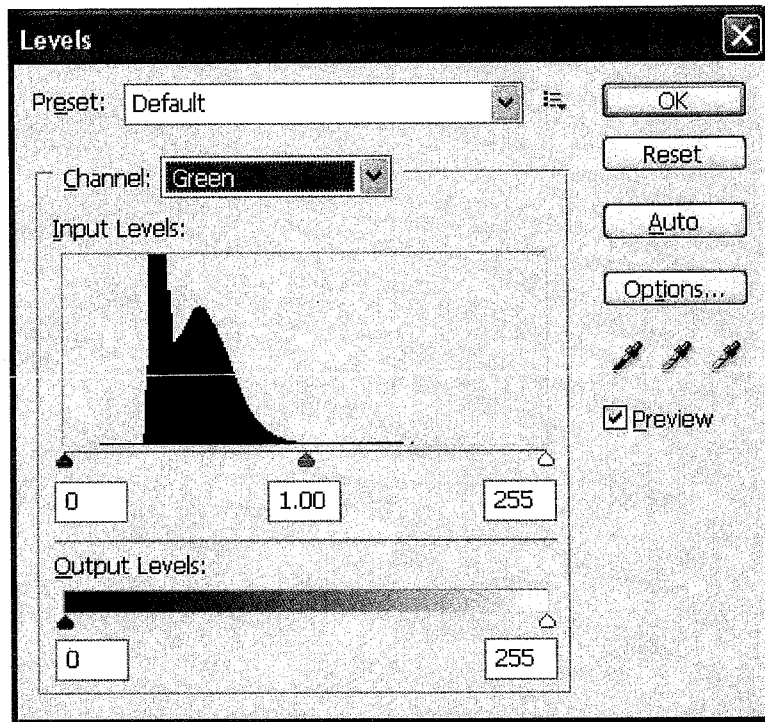 Levels
Preset: Default
OK
Reset
Channel: Green
Auto
Input Levels:
Options...
Preview
0 1.00 255
Output Levels:
0 255